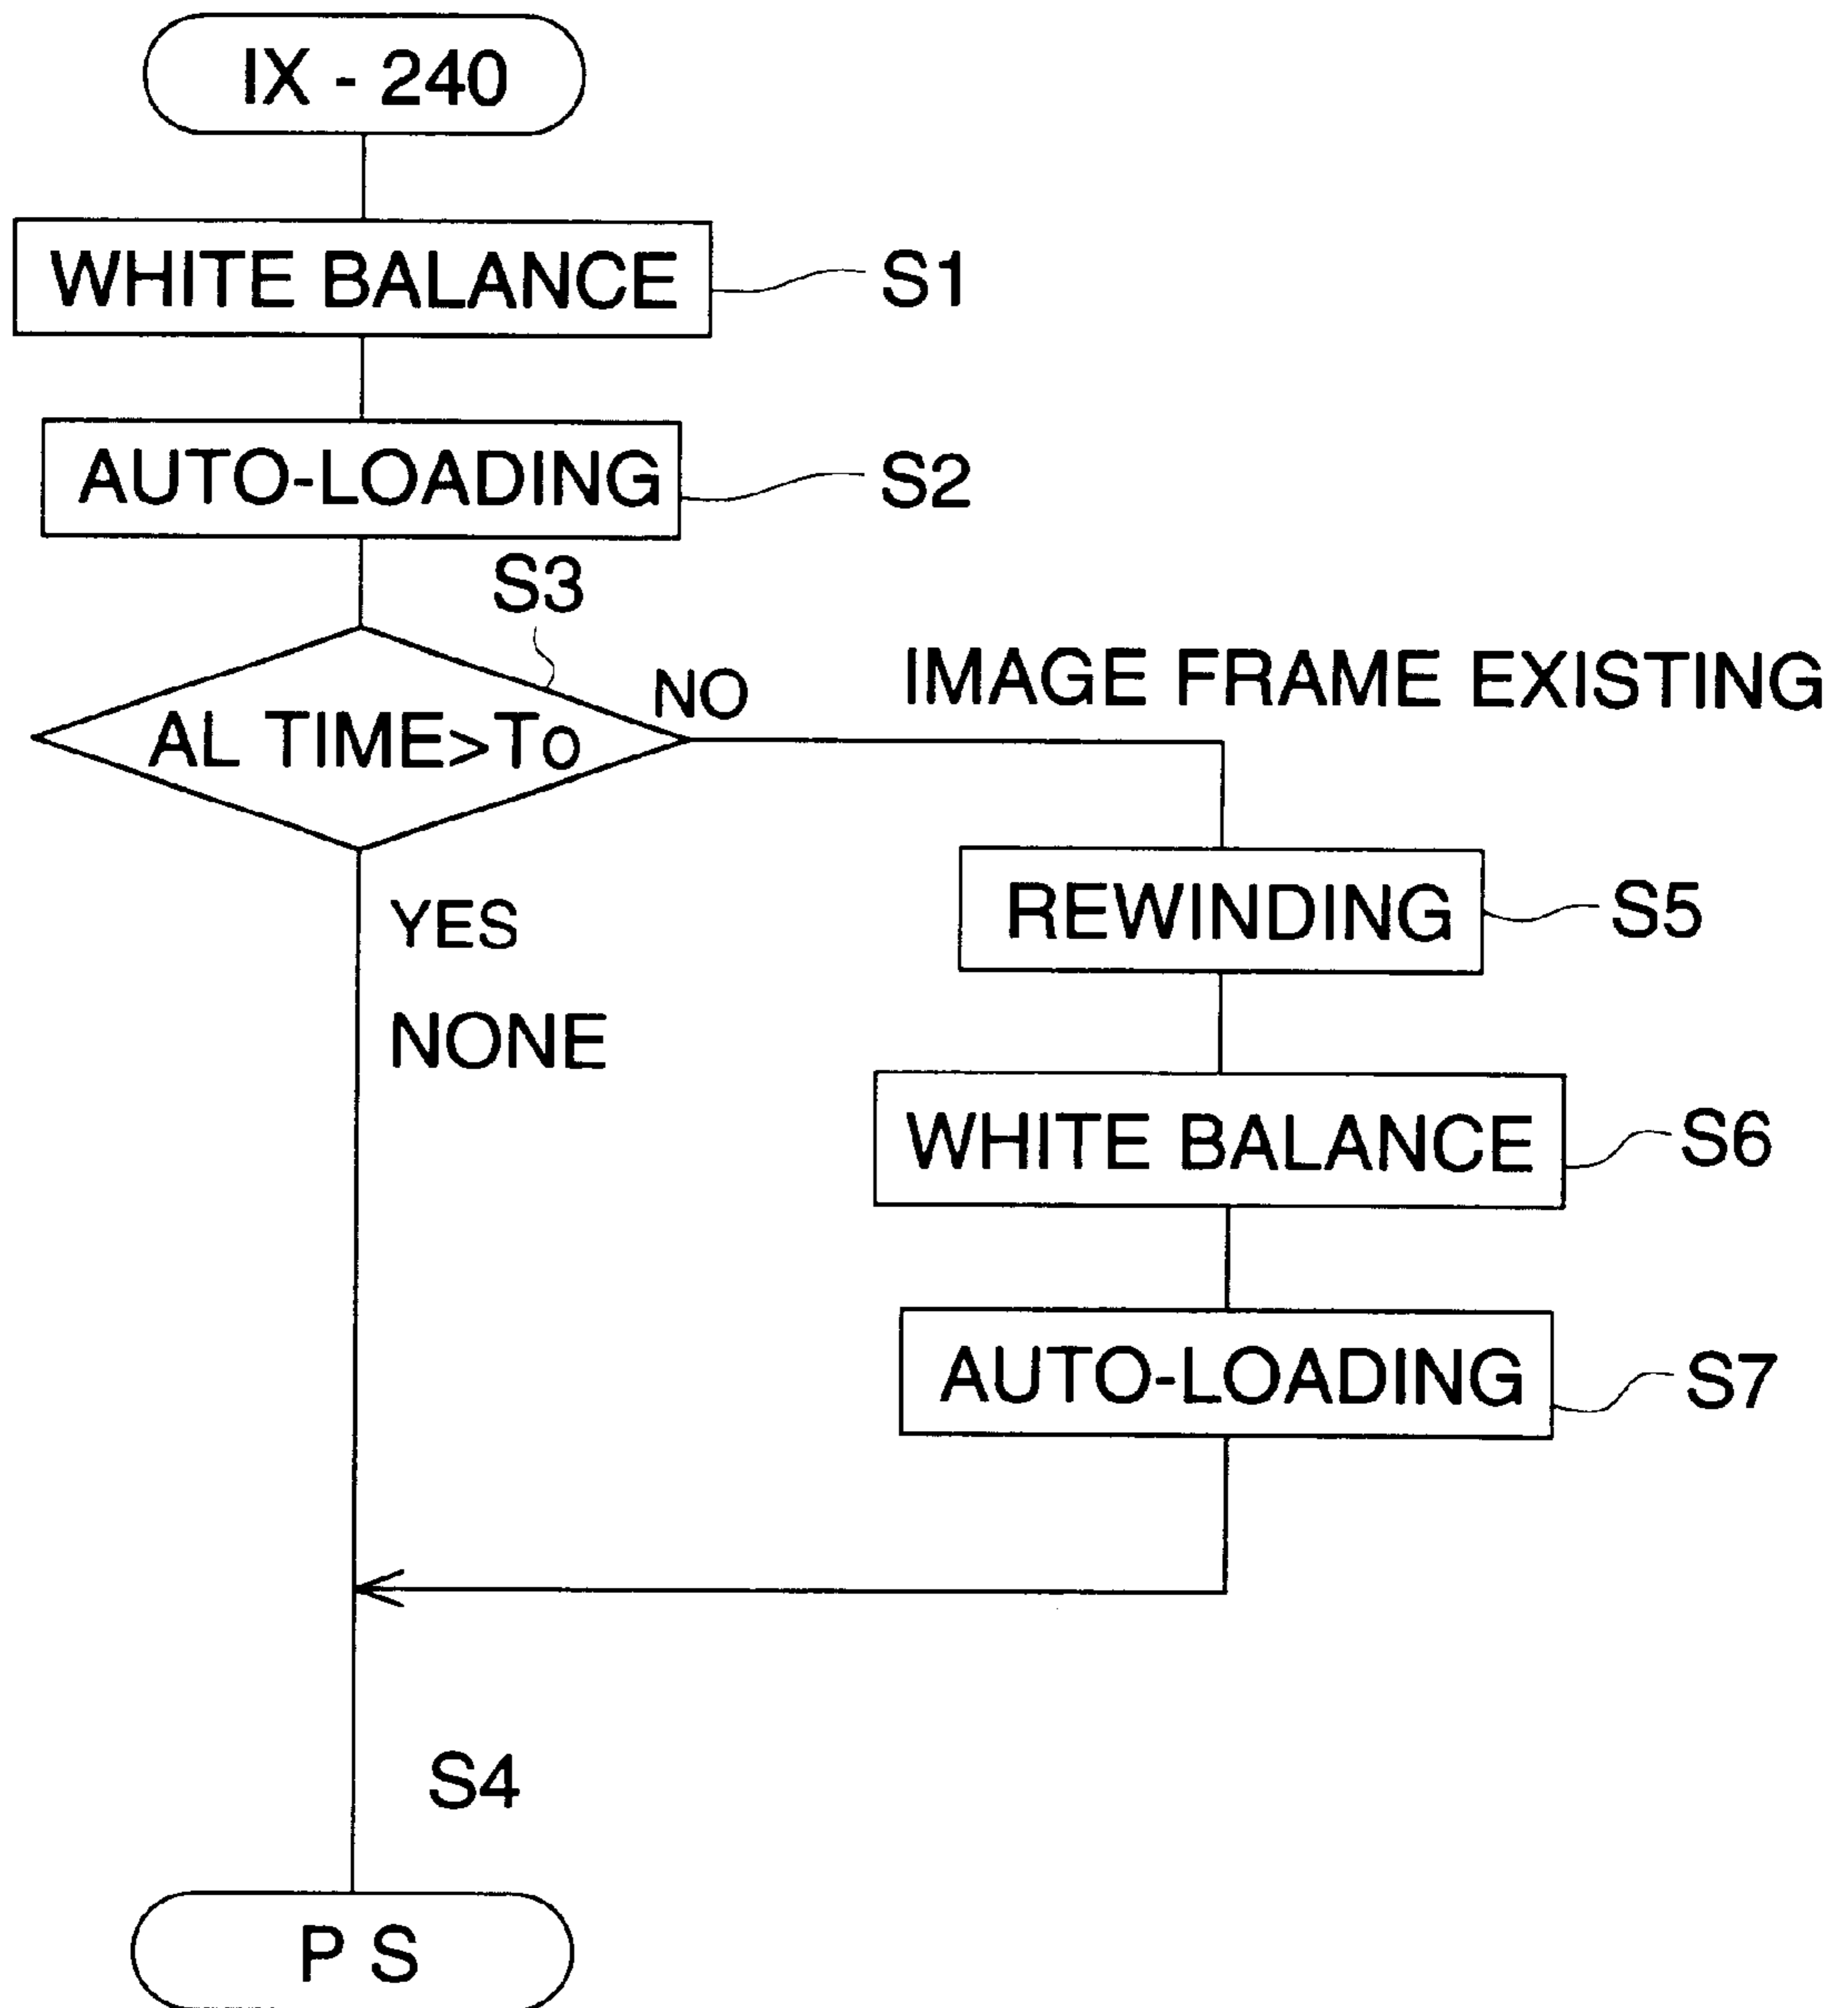 IX - 240
WHITE BALANCE
S1
AUTO-LOADING
S2
S3
AL TIME>To
NO
IMAGE FRAME EXISTING
YES
NONE
REWINDING
S5
WHITE BALANCE
S6
AUTO-LOADING
S7
S4
P S